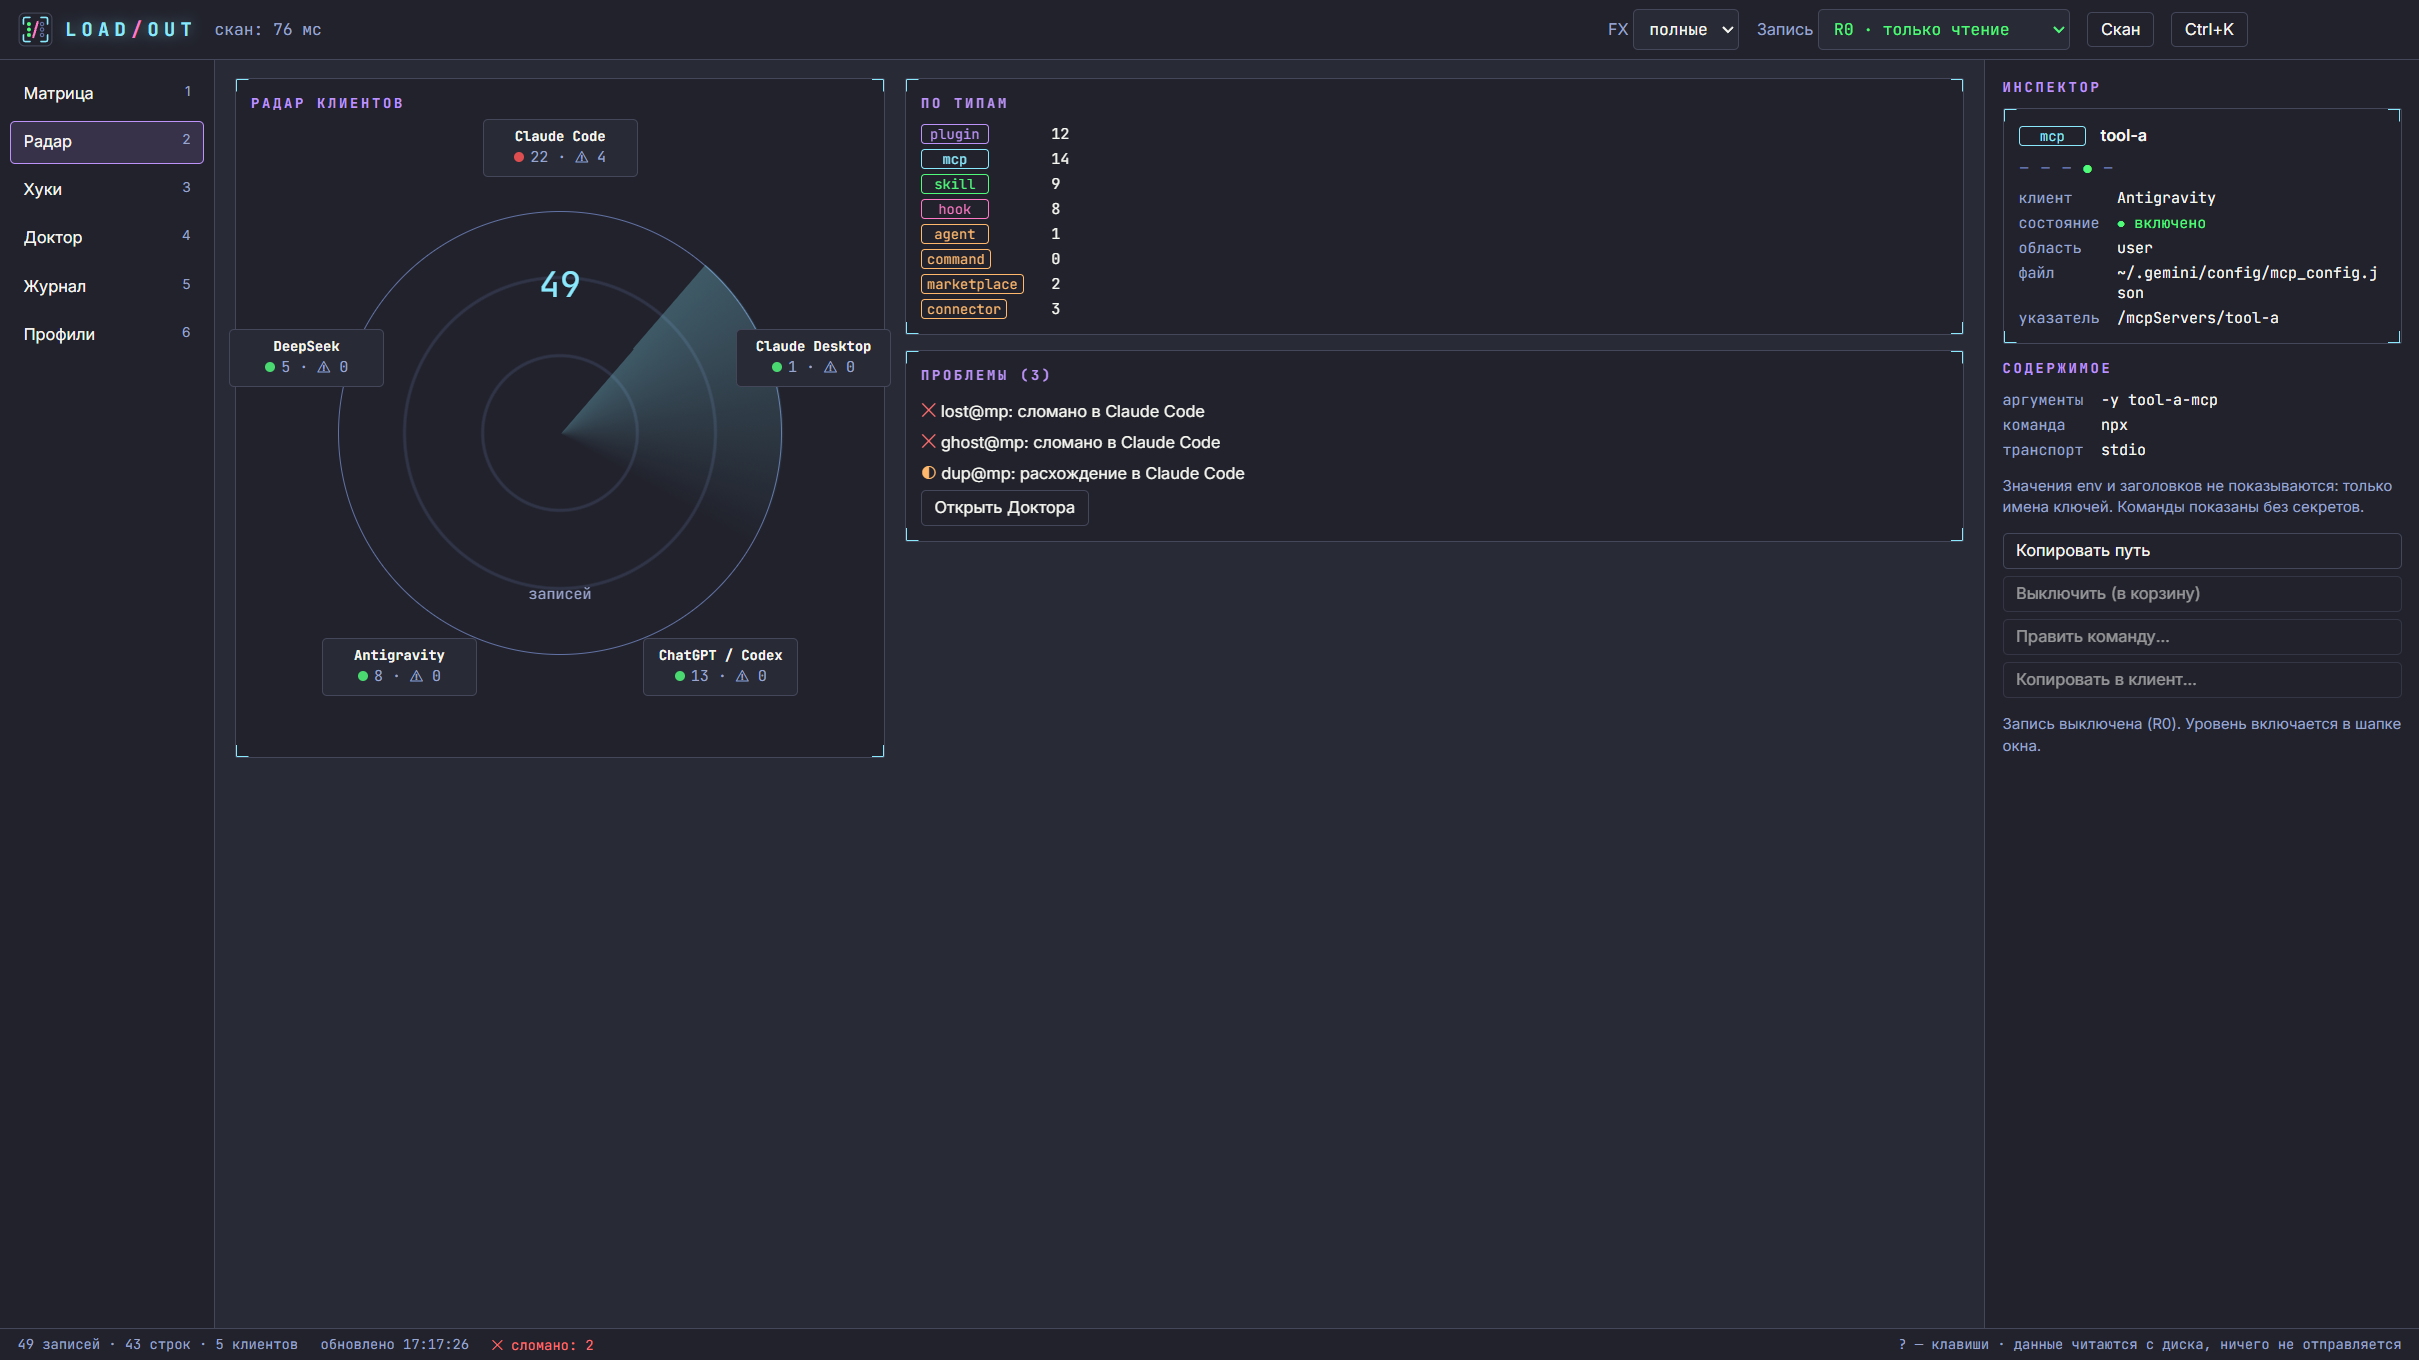 LOAD/OUT
скан: 76 мс
FX
полные
Запись
R0 · только чтение
Скан
Ctrl+K
Матрица 1
Радар 2
Хуки 3
Доктор 4
Журнал 5
Профили 6
РАДАР КЛИЕНТОВ
Claude Code
22 · ⚠ 4
49
DeepSeek
5 · ⚠ 0
Claude Desktop
1 · ⚠ 0
записей
Antigravity
8 · ⚠ 0
ChatGPT / Codex
13 · ⚠ 0
ПО ТИПАМ
plugin 12
mcp 14
skill 9
hook 8
agent 1
command 0
marketplace 2
connector 3
ПРОБЛЕМЫ (3)
lost@mp: сломано в Claude Code
ghost@mp: сломано в Claude Code
dup@mp: расхождение в Claude Code
Открыть Доктора
ИНСПЕКТОР
mcp tool-a
— — — ● —
клиент Antigravity
состояние ● включено
область user
файл ~/.gemini/config/mcp_config.j
son
указатель /mcpServers/tool-a
СОДЕРЖИМОЕ
аргументы -y tool-a-mcp
команда npx
транспорт stdio
Значения env и заголовков не показываются: только
имена ключей. Команды показаны без секретов.
Копировать путь
Выключить (в корзину)
Править команду...
Копировать в клиент...
Запись выключена (R0). Уровень включается в шапке
окна.
49 записей · 43 строк · 5 клиентов
обновлено 17:17:26
сломано: 2
? — клавиши · данные читаются с диска, ничего не отправляется